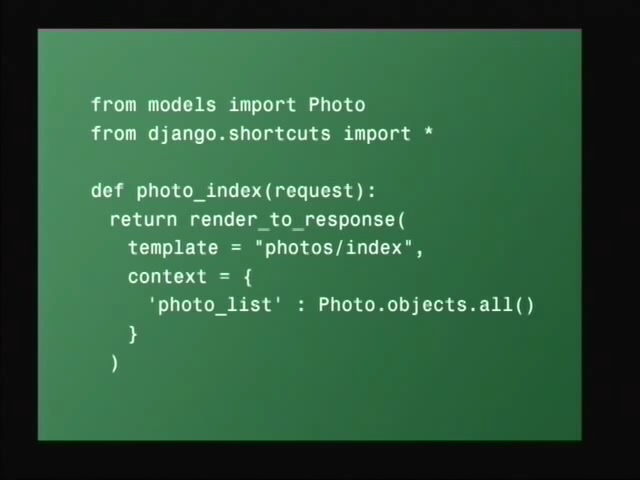 from models import Photo
from django.shortcuts import *
def photo_index(request):
return render_to_response(
template = "photos/index",
context = {
'photo_list' : Photo.objects.all()
}
)